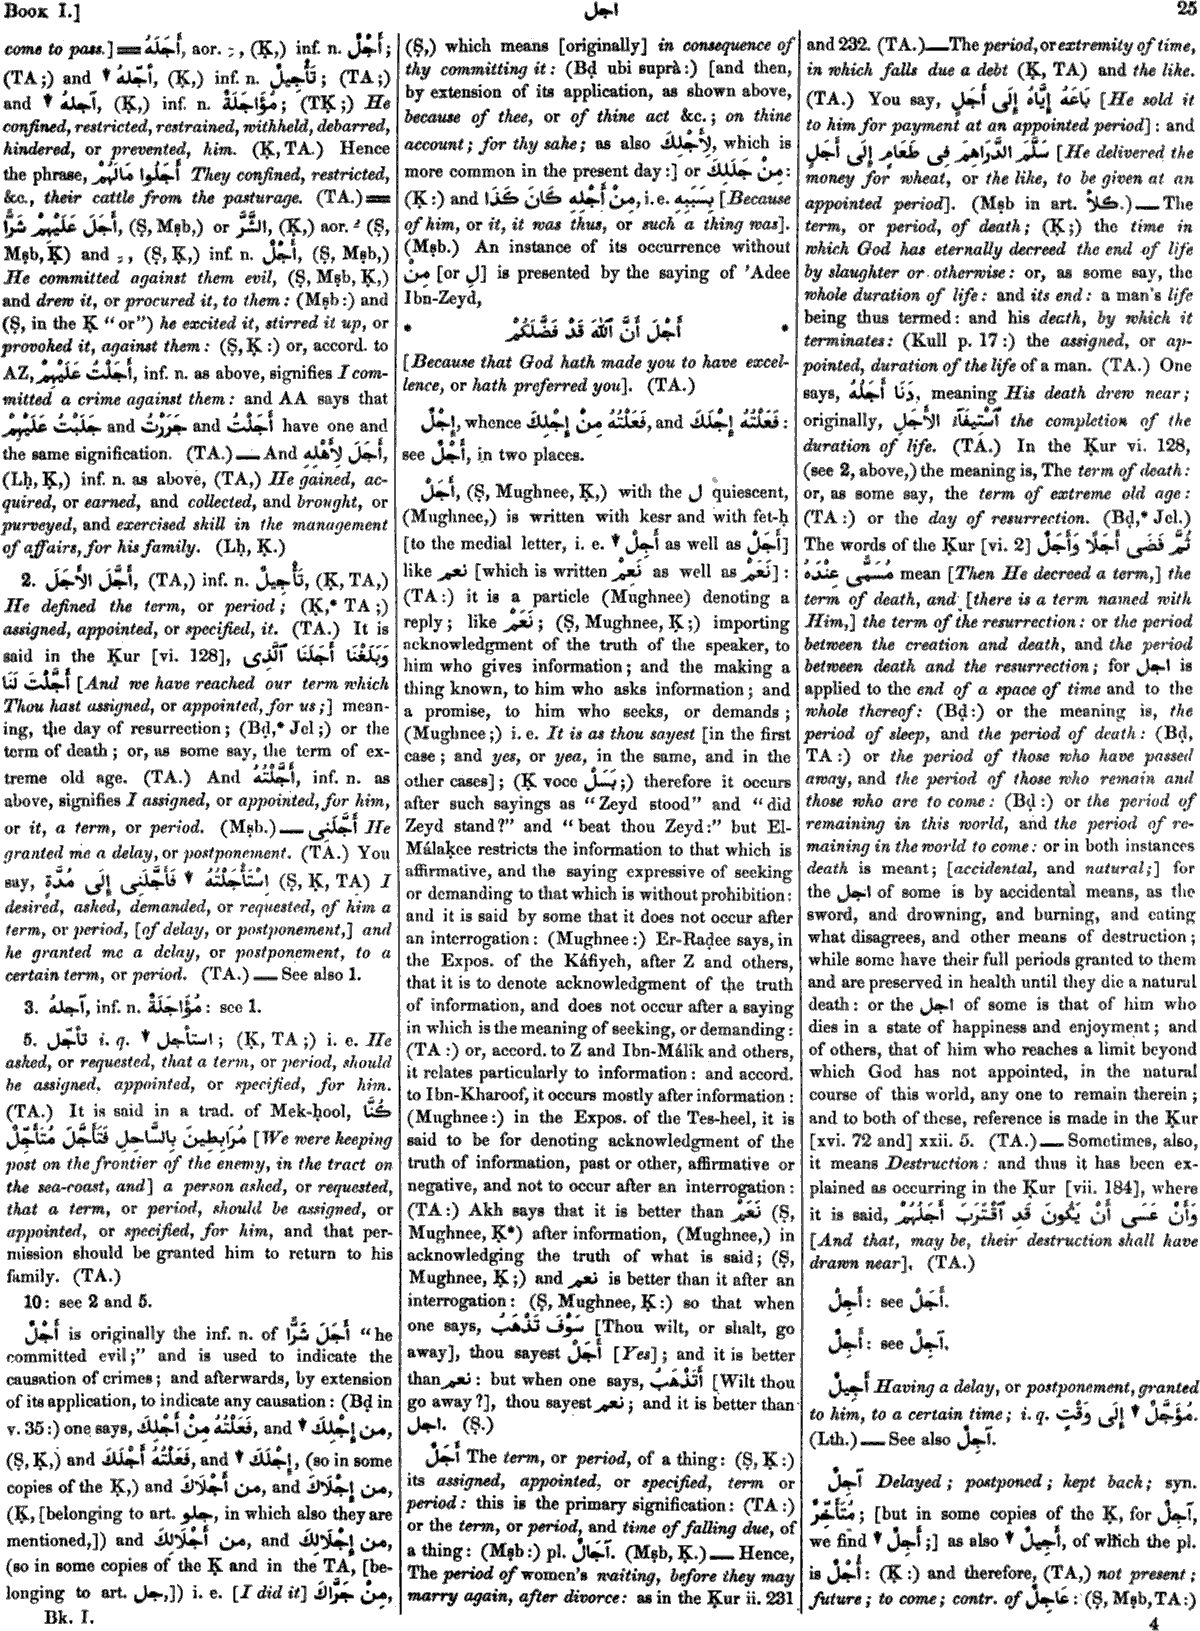 Book I.]
اجل
25
come to pass.] = أَجَلَهُ, aor. ـِ, (Ḳ,) inf. n. أَجْلٌ;
(TA;) and ↓ أجّلهُ, (Ḳ,) inf. n. تَأْجِيلٌ; (TA;)
and ↓ آجلهُ, (Ḳ,) inf. n. مُؤَاجَلَةٌ; (TḲ;) He
confined, restricted, restrained, withheld, debarred,
hindered, or prevented, him. (Ḳ, TA.) Hence
the phrase, أَجَلُوا مَالَهُمْ They confined, restricted,
&c., their cattle from the pasturage. (TA.) =
أَجَلَ عَلَيْهِمْ شَرًّا, (Ṣ, Mṣb,) or الشَّرَّ, (Ḳ,) aor. ـُ (Ṣ,
Mṣb, Ḳ) and ـِ, (Ṣ, Ḳ,) inf. n. أَجْلٌ, (Ṣ, Mṣb,)
He committed against them evil, (Ṣ, Mṣb, Ḳ,)
and drew it, or procured it, to them: (Mṣb:) and
(Ṣ, in the Ḳ “or”) he excited it, stirred it up, or
provoked it, against them: (Ṣ, Ḳ:) or, accord. to
AZ, أَجَلْتُ عَلَيْهِمْ, inf. n. as above, signifies I com-
mitted a crime against them: and AA says that
جَلَبْتُ عَلَيْهِمْ and جَرَرْتُ and أَجَلْتُ have one and
the same signification. (TA.) — And أَجَلَ لِأَهْلِهِ,
(Lḥ, Ḳ,) inf. n. as above, (TA,) He gained, ac-
quired, or earned, and collected, and brought, or
purveyed, and exercised skill in the management
of affairs, for his family. (Lḥ, Ḳ.)
2. أَجَّلَ الأَجَلَ, (TA,) inf. n. تَأْجِيلٌ, (Ḳ, TA,)
He defined the term, or period; (Ḳ,* TA;)
assigned, appointed, or specified, it. (TA.) It is
said in the Ḳur [vi. 128], وَبَلَغْنَا أَجَلَنَا ٱلَّذِى
أَجَّلْتَ لَنَا [And we have reached our term which
Thou hast assigned, or appointed, for us;] mean-
ing, the day of resurrection; (Bḍ,* Jel;) or the
term of death; or, as some say, the term of ex-
treme old age. (TA.) And أَجَّلْتُهُ, inf. n. as
above, signifies I assigned, or appointed, for him,
or it, a term, or period. (Mṣb.) — أَجَّلَنِى He
granted me a delay, or postponement. (TA.) You
say, اِسْتَأْجَلْتُهُ ↓ فَأَجَّلَنِى إِلَى مُدَّةٍ (Ṣ, Ḳ, TA) I
desired, asked, demanded, or requested, of him a
term, or period, [of delay, or postponement,] and
he granted me a delay, or postponement, to a
certain term, or period. (TA.) — See also 1.
3. آجلهُ, inf. n. مُؤَاجَلَةٌ: see 1.
5. تأجّل i. q. ↓ استأجل; (Ḳ, TA;) i. e. He
asked, or requested, that a term, or period, should
be assigned, appointed, or specified, for him.
(TA.) It is said in a trad. of Mek-ḥool, كُنَّا
مُرَابِطِينَ بِالسَّاحِلِ فَتَأَجَّلَ مُتَأَجِّلٌ [We were keeping
post on the frontier of the enemy, in the tract on
the sea-coast, and] a person asked, or requested,
that a term, or period, should be assigned, or
appointed, or specified, for him, and that per-
mission should be granted him to return to his
family. (TA.)
10: see 2 and 5.
أَجْلٌ is originally the inf. n. of أَجَلَ شَرًّا “he
committed evil;” and is used to indicate the
causation of crimes; and afterwards, by extension
of its application, to indicate any causation: (Bḍ in
v. 35:) one says, فَعَلْتُهُ مِنْ أَجْلِكَ, and ↓ من إِجْلِكَ,
(Ṣ, Ḳ,) and فَعَلْتُهُ أَجْلَكَ, and ↓ إِجْلَكَ, (so in some
copies of the Ḳ,) and من أَجْلَاكَ, and من إِجْلَاكَ,
(Ḳ, [belonging to art. جلو, in which also they are
mentioned,]) and من أَجْلَالِكَ, and من إِجْلَالِكَ,
(so in some copies of the Ḳ and in the TA, [be-
longing to art. جل,]) i. e. [I did it] مِنْ جَرَّاكَ,
Bk. I.
(Ṣ,) which means [originally] in consequence of
thy committing it: (Bḍ ubi suprà:) [and then,
by extension of its application, as shown above,
because of thee, or of thine act &c.; on thine
account; for thy sake; as also لِأَجْلِكَ, which is
more common in the present day:] or مِنْ جَلَلِكَ:
(Ḳ:) and مِنْ أَجْلِهِ كَانَ كَذَا, i. e. بِسَبَبِهِ [Because
of him, or it, it was thus, or such a thing was].
(Mṣb.) An instance of its occurrence without
مِنْ [or لِ] is presented by the saying of ’Adee
Ibn-Zeyd,
* أَجْلَ أَنَّ ٱللّٰهَ قَدْ فَضَّلَكُمْ *
[Because that God hath made you to have excel-
lence, or hath preferred you]. (TA.)
إِجْلٌ, whence فَعَلْتُهُ مِنْ إِجْلِكَ, and فَعَلْتُهُ إِجْلَكَ:
see أَجْلٌ, in two places.
أَجَلْ, (Ṣ, Mughnee, Ḳ,) with the ل quiescent,
(Mughnee,) is written with kesr and with fet-ḥ
[to the medial letter, i. e. ↓ أَجِلْ as well as أَجَلْ]
like نعم [which is written نَعِمْ as well as نَعَمْ]:
(TA:) it is a particle (Mughnee) denoting a
reply; like نَعَمْ; (Ṣ, Mughnee, Ḳ;) importing
acknowledgment of the truth of the speaker, to
him who gives information; and the making a
thing known, to him who asks information; and
a promise, to him who seeks, or demands;
(Mughnee;) i. e. It is as thou sayest [in the first
case; and yes, or yea, in the same, and in the
other cases]; (Ḳ voce بَسَلْ;) therefore it occurs
after such sayings as “Zeyd stood” and “did
Zeyd stand?” and “beat thou Zeyd:” but El-
Málaḳee restricts the information to that which is
affirmative, and the saying expressive of seeking
or demanding to that which is without prohibition:
and it is said by some that it does not occur after
an interrogation: (Mughnee:) Er-Raḍee says, in
the Expos. of the Káfiyeh, after Z and others,
that it is to denote acknowledgment of the truth
of information, and does not occur after a saying
in which is the meaning of seeking, or demanding:
(TA:) or, accord. to Z and Ibn-Málik and others,
it relates particularly to information: and accord.
to Ibn-Kharoof, it occurs mostly after information:
(Mughnee:) in the Expos. of the Tes-heel, it is
said to be for denoting acknowledgment of the
truth of information, past or other, affirmative or
negative, and not to occur after an interrogation:
(TA:) Akh says that it is better than نَعَمْ (Ṣ,
Mughnee, Ḳ*) after information, (Mughnee,) in
acknowledging the truth of what is said; (Ṣ,
Mughnee, Ḳ;) and نعم is better than it after an
interrogation: (Ṣ, Mughnee, Ḳ:) so that when
one says, سَوْفَ تَذْهَبُ [Thou wilt, or shalt, go
away], thou sayest أَجَلْ [Yes]; and it is better
than نعم: but when one says, أَتَذْهَبُ [Wilt thou
go away?], thou sayest نعم; and it is better than
اجل. (Ṣ.)
أَجَلٌ The term, or period, of a thing: (Ṣ, Ḳ:)
its assigned, appointed, or specified, term or
period: this is the primary signification: (TA:)
or the term, or period, and time of falling due, of
a thing: (Mṣb:) pl. آجَالٌ. (Mṣb, Ḳ.) — Hence,
The period of women’s waiting, before they may
marry again, after divorce: as in the Ḳur ii. 231
and 232. (TA.) — The period, or extremity of time,
in which falls due a debt (Ḳ, TA) and the like.
(TA.) You say, بَاعَهُ إِيَّاهُ إِلَى أَجَلٍ [He sold it
to him for payment at an appointed period]: and
سَلَّمَ الدَّرَاهِمَ فِى طَعَامٍ إِلَى أَجَلٍ [He delivered the
money for wheat, or the like, to be given at an
appointed period]. (Mṣb in art. كلأ.) — The
term, or period, of death; (Ḳ;) the time in
which God has eternally decreed the end of life
by slaughter or otherwise: or, as some say, the
whole duration of life: and its end: a man’s life
being thus termed: and his death, by which it
terminates: (Kull p. 17:) the assigned, or ap-
pointed, duration of the life of a man. (TA.) One
says, دَنَا أَجَلُهُ, meaning His death drew near;
originally, ٱسْتِيفَآءُ الأَجَلِ the completion of the
duration of life. (TA.) In the Ḳur vi. 128,
(see 2, above,) the meaning is, The term of death:
or, as some say, the term of extreme old age:
(TA:) or the day of resurrection. (Bḍ,* Jel.)
The words of the Ḳur [vi. 2] ثُمَّ قَضَى أَجَلًا وَأَجَلٌ
مُسَمًّى عِنْدَهُ mean [Then He decreed a term,] the
term of death, and [there is a term named with
Him,] the term of the resurrection: or the period
between the creation and death, and the period
between death and the resurrection; for اجل is
applied to the end of a space of time and to the
whole thereof: (Bḍ:) or the meaning is, the
period of sleep, and the period of death: (Bḍ,
TA:) or the period of those who have passed
away, and the period of those who remain and
those who are to come: (Bḍ:) or the period of
remaining in this world, and the period of re-
maining in the world to come: or in both instances
death is meant; [accidental, and natural;] for
the اجل of some is by accidental means, as the
sword, and drowning, and burning, and eating
what disagrees, and other means of destruction;
while some have their full periods granted to them
and are preserved in health until they die a natural
death: or the اجل of some is that of him who
dies in a state of happiness and enjoyment; and
of others, that of him who reaches a limit beyond
which God has not appointed, in the natural
course of this world, any one to remain therein;
and to both of these, reference is made in the Ḳur
[xvi. 72 and] xxii. 5. (TA.) — Sometimes, also,
it means Destruction: and thus it has been ex-
plained as occurring in the Ḳur [vii. 184], where
it is said, وَأَنْ عَسَى أَنْ يَكُونَ قَدِ ٱقْتَرَبَ أَجَلُهُمْ
[And that, may be, their destruction shall have
drawn near]. (TA.)
أَجِلٌ: see أَجَلْ.
أَجِلٌ: see آجِلٌ.
أَجِيلٌ Having a delay, or postponement, granted
to him, to a certain time; i. q. ↓ مُؤَجَّلٌ إِلَى وَقْتٍ.
(Lth.) — See also آجِلٌ.
آجِلٌ Delayed; postponed; kept back; syn.
مُتَأَخِّرٌ; [but in some copies of the Ḳ, for آجِلٌ,
we find ↓ أَجِلٌ;] as also ↓ أَجِيلٌ, of which the pl.
is أُجْلٌ: (Ḳ:) and therefore, (TA,) not present;
future; to come; contr. of عَاجِلٌ: (Ṣ, Mṣb, TA:)
4